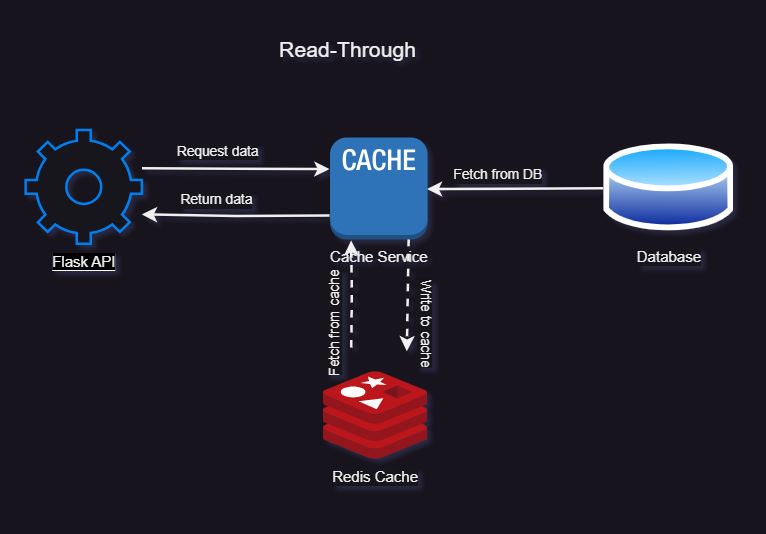 Read-Through
Request data
CACHE
Fetch from DB
Return data
Flask API
Cache Service
Database
Fetch from cache
Write to cache
Redis Cache